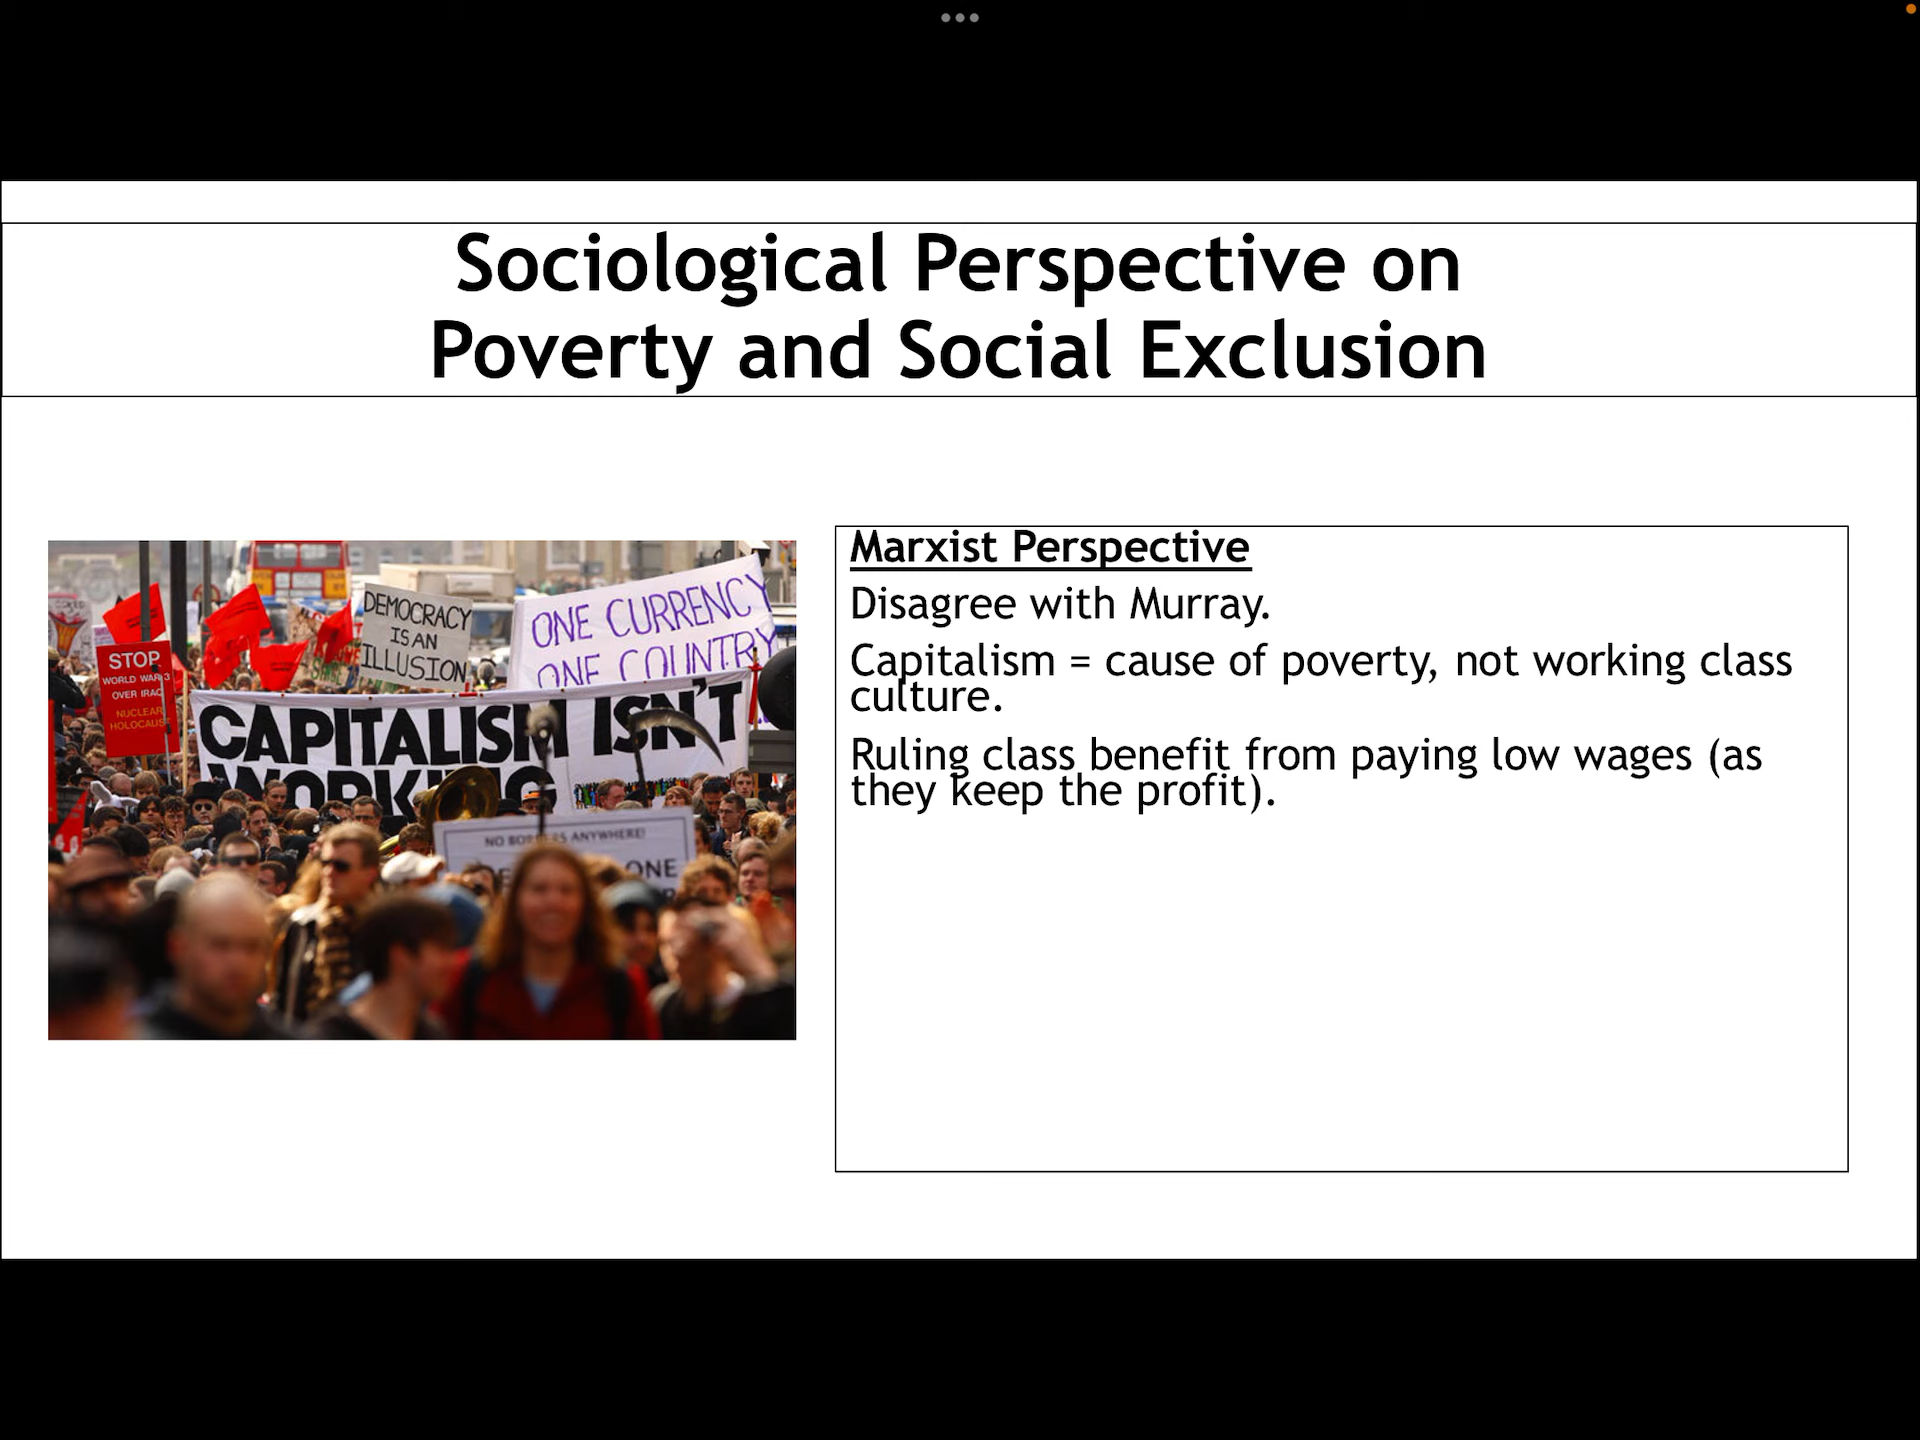 Sociological Perspective on
Poverty and Social Exclusion
DEMOCRACY
IS AN
ILLUSION
ONE CURRENCY
ONE COUNTRY
STOP
WORLD WAR 3
OVER IRAQ
NUCLEAR
HOLOCAUST
CAPITALISM ISN'T
WORKING
ANYWHERE!
ONE
Marxist Perspective
Disagree with Murray.
Capitalism = cause of poverty, not working class
culture.
Ruling class benefit from paying low wages (as
they keep the profit).